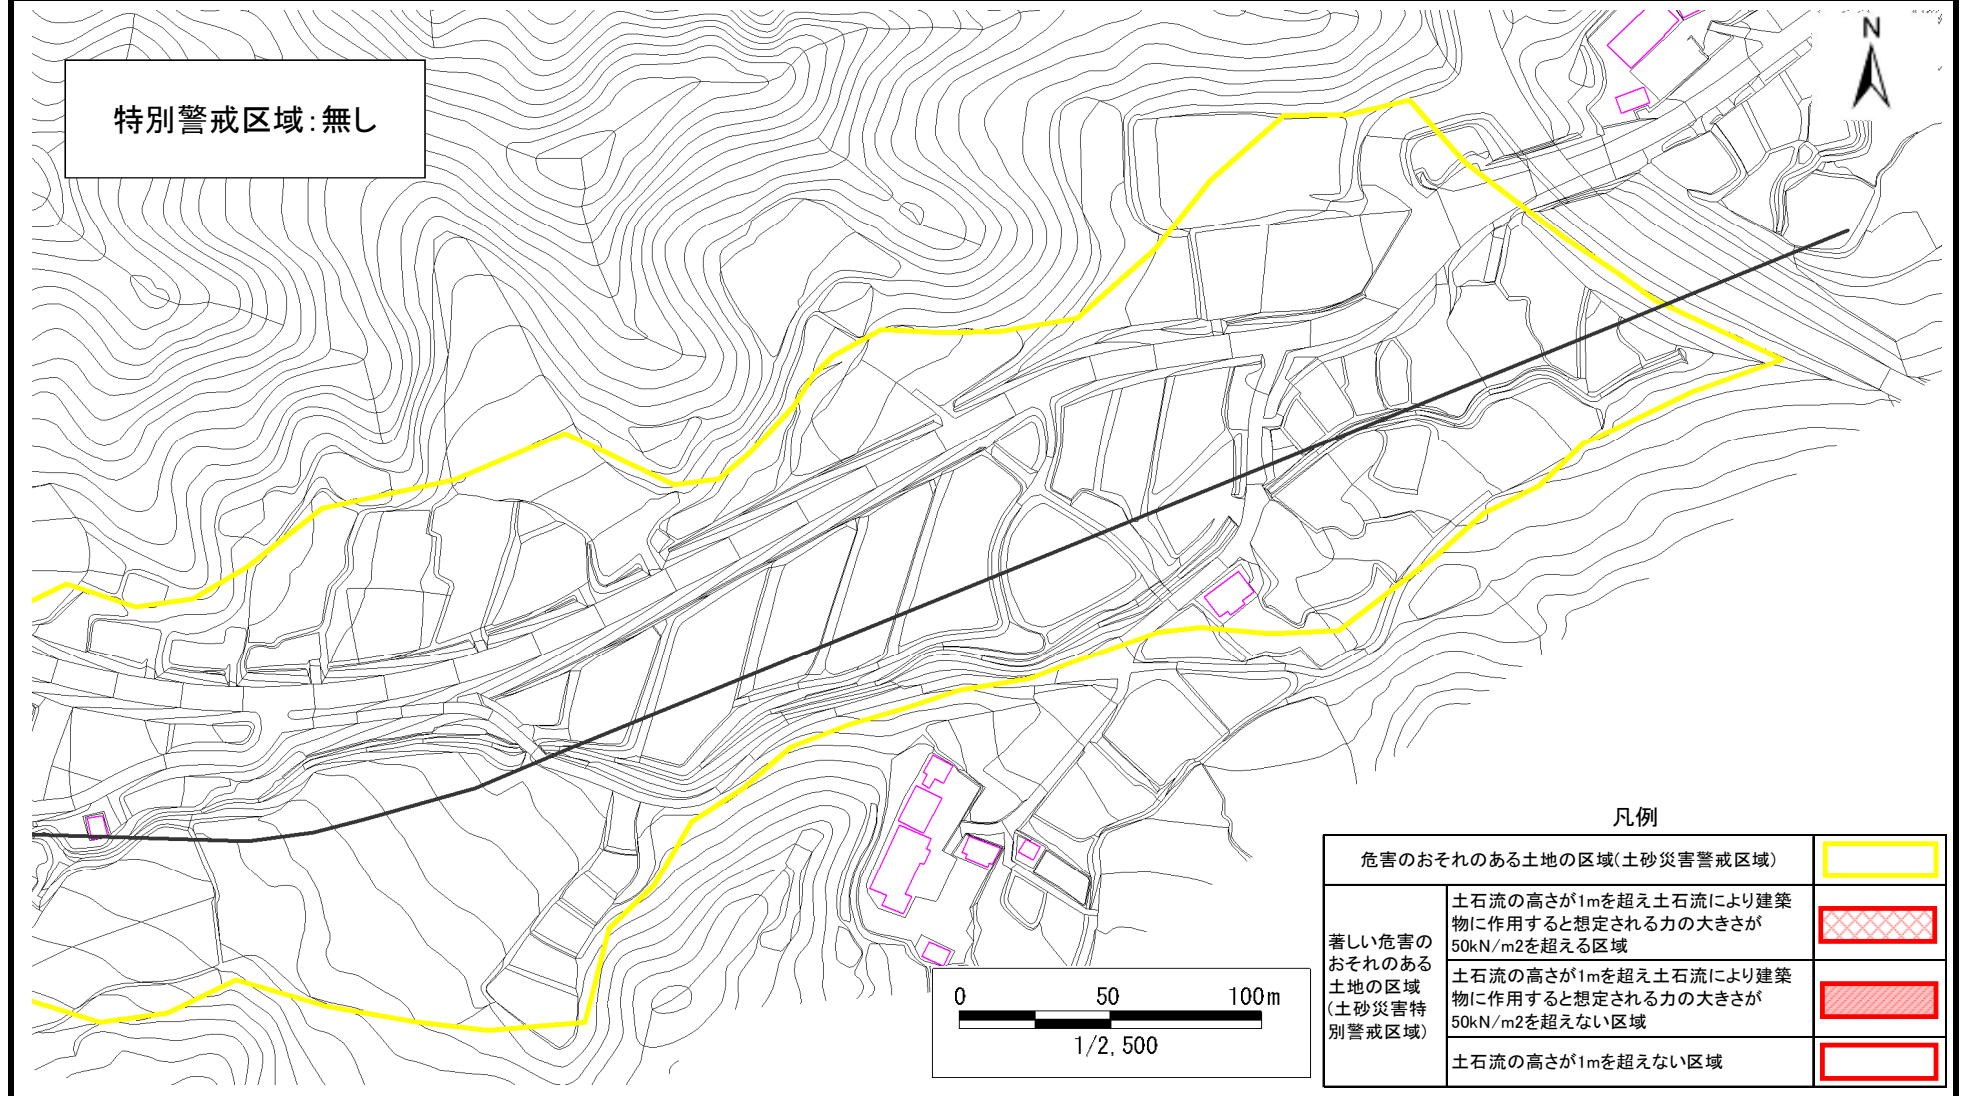 特別警戒区域:無し
N
凡例
危害のおそれのある土地の区域(土砂災害警戒区域)
著しい危害の
おそれのある
土地の区域
(土砂災害特
別警戒区域)
土石流の高さが1mを超え土石流により建築
物に作用すると想定される力の大きさが
50kN/m2を超える区域
土石流の高さが1mを超え土石流により建築
物に作用すると想定される力の大きさが
50kN/m2を超えない区域
土石流の高さが1mを超えない区域
0 50 100m
1/2,500